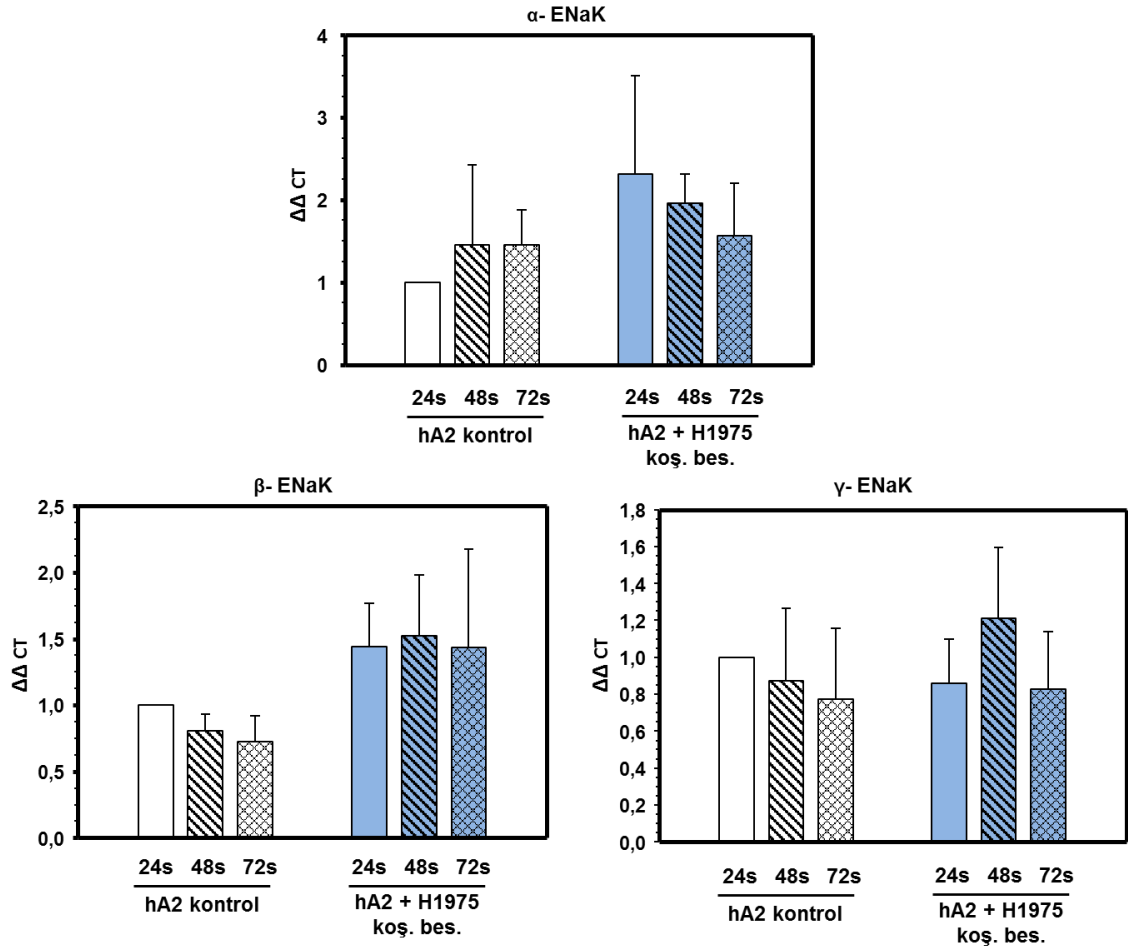 α- ENaK
4
3
2
1
0
ΔΔ CT
24s 48s 72s 24s 48s 72s
hA2 kontrol hA2 + H1975
koş. bes.
β- ENaK
2,5
2,0
1,5
1,0
0,5
0,0
ΔΔ CT
24s 48s 72s 24s 48s 72s
hA2 kontrol hA2 + H1975
koş. bes.
γ- ENaK
1,8
1,6
1,4
1,2
1,0
0,8
0,6
0,4
0,2
0,0
ΔΔ CT
24s 48s 72s 24s 48s 72s
hA2 kontrol hA2 + H1975
koş. bes.